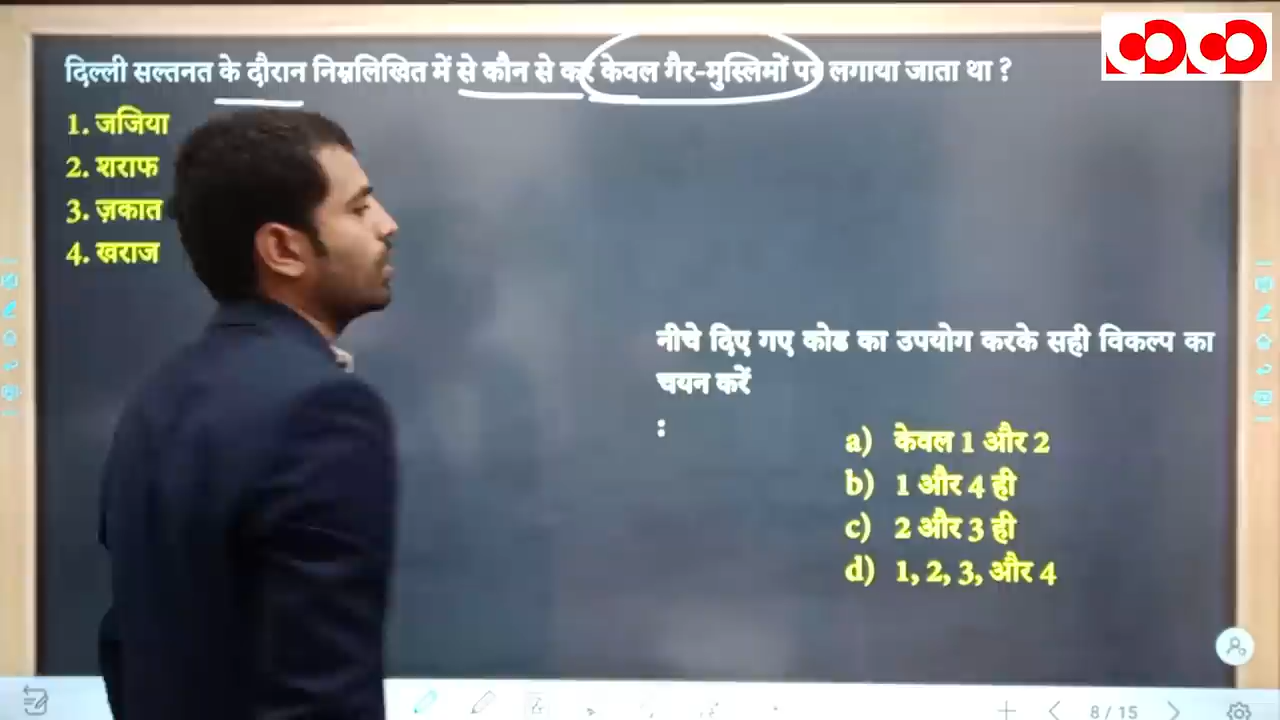 दिल्ली सल्तनत के दौरान निम्नलिखित में से कौन से कर केवल गैर-मुस्लिमों पर लगाया जाता था ?
1. जजिया
2. शराफ
3. ज़कात
4. खराज
नीचे दिए गए कोड का उपयोग करके सही विकल्प का
चयन करें
:
a) केवल 1 और 2
b) 1 और 4 ही
c) 2 और 3 ही
d) 1, 2, 3, और 4
8 / 15